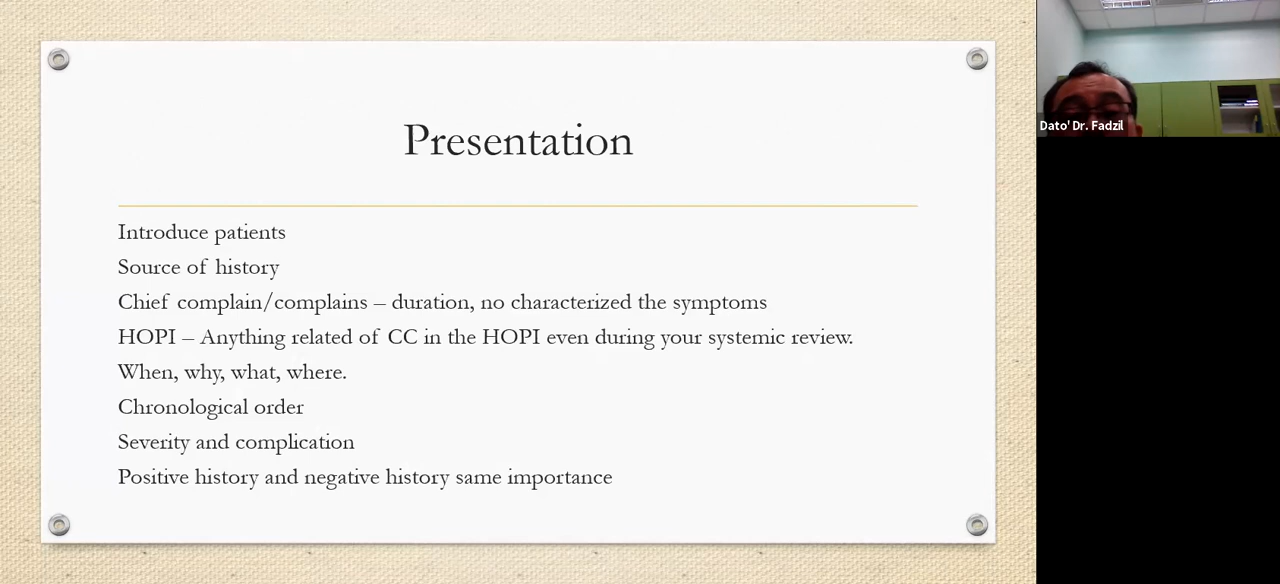 Presentation
Introduce patients
Source of history
Chief complain/complains – duration, no characterized the symptoms
HOPI – Anything related of CC in the HOPI even during your systemic review.
When, why, what, where.
Chronological order
Severity and complication
Positive history and negative history same importance
Dato' Dr. Fadzil